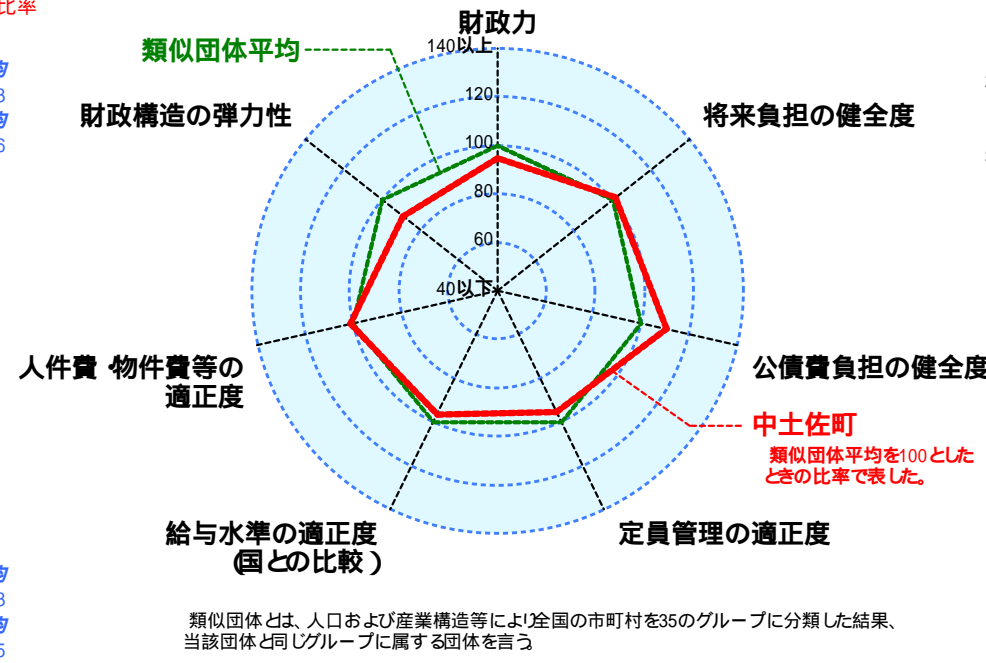 比率
財政力
140以上
類似団体平均
120
財政構造の弾力性
将来負担の健全度
100
80
60
40以下
人件費・物件費等の
適正度
公債費負担の健全度
中土佐町
類似団体平均を100とした
ときの比率で表した。
給与水準の適正度
(国との比較)
定員管理の適正度
類似団体とは、人口および産業構造等により全国の市町村を35のグループに分類した結果、
当該団体と同じグループに属する団体を言う